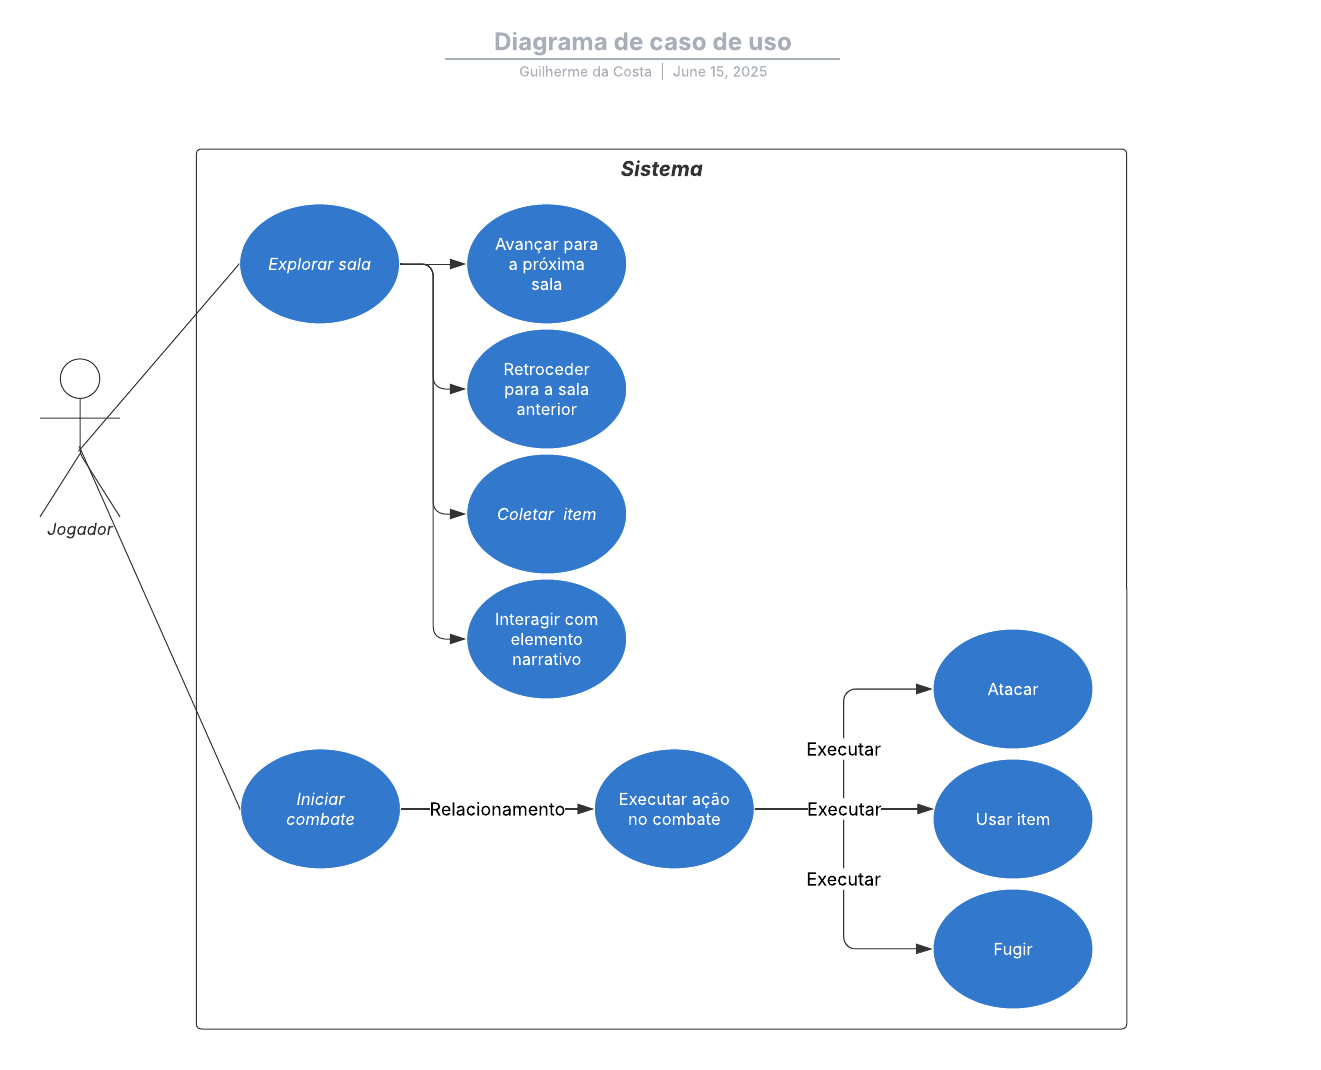 Diagrama de caso de uso
Guilherme da Costa | June 15, 2025
Sistema
Explorar sala
Avançar para
a próxima
sala
Retroceder
para a sala
anterior
Coletar  item
Jogador
Interagir com
elemento
narrativo
Atacar
Executar
Iniciar
combate
Relacionamento
Executar ação
no combate
Executar
Usar item
Executar
Fugir